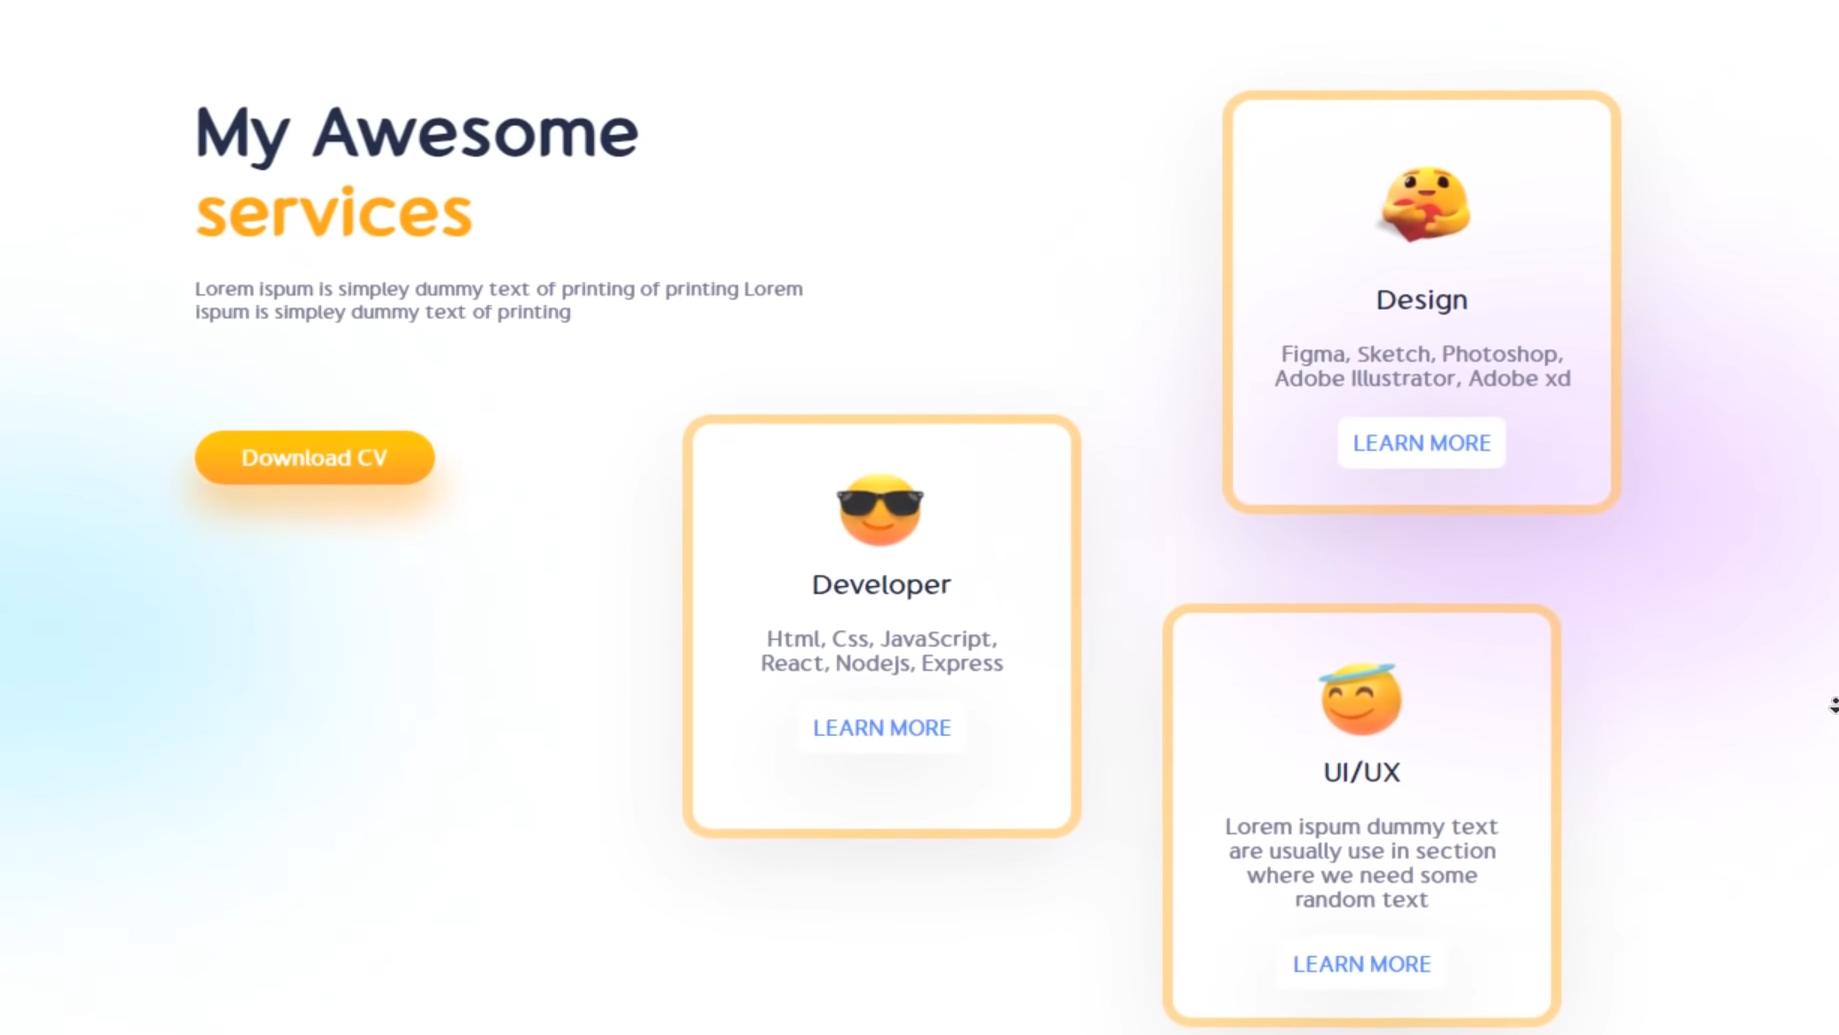 My Awesome
services
Lorem ispum is simpley dummy text of printing of printing Lorem
ispum is simpley dummy text of printing
Download CV
Developer
Html, Css, JavaScript,
React, Nodejs, Express
LEARN MORE
Design
Figma, Sketch, Photoshop,
Adobe Illustrator, Adobe xd
LEARN MORE
UI/UX
Lorem ispum dummy text
are usually use in section
where we need some
random text
LEARN MORE